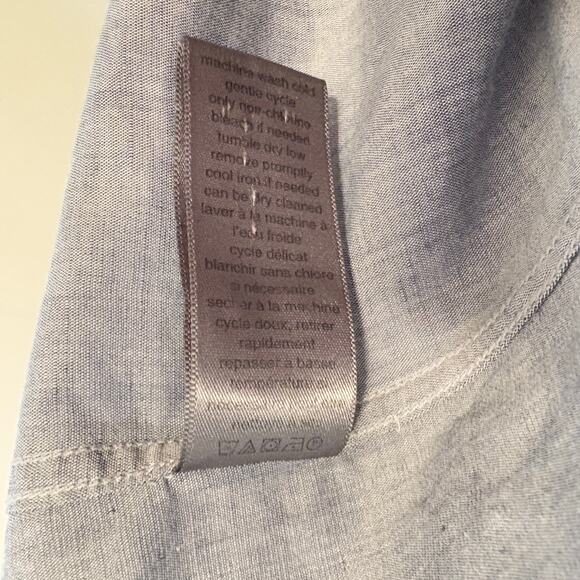 machine wash cold
gentle cycle
only non-chlorine
bleach if needed
tumble dry low
remove promptly
cool iron if needed
can be dry cleaned
laver à la machine à
l'eau froide
cycle délicat
blanchir sans chlore
si nécessaire
sécher à la machine
cycle doux, retirer
rapidement
repasser à basse
température si